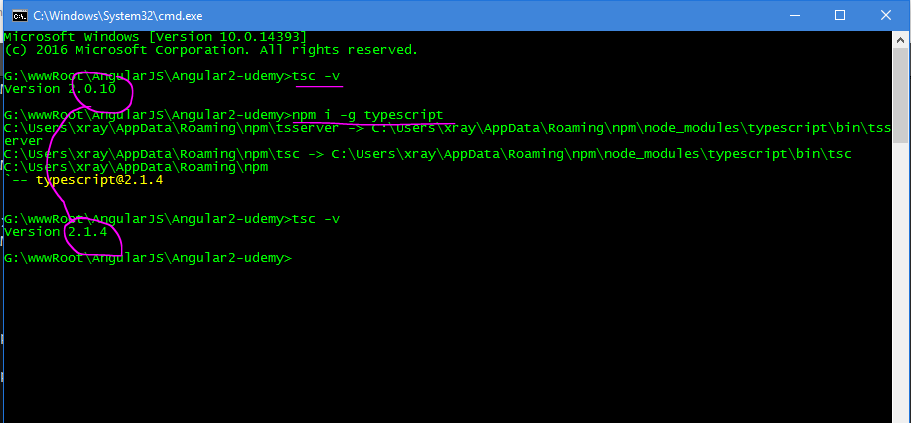 C:\Windows\System32\cmd.exe
Microsoft Windows [Version 10.0.14393]
(c) 2016 Microsoft Corporation. All rights reserved.
G:\wwwRoot\AngularJS\Angular2-udemy>tsc -v
Version 2.0.10
G:\wwwRoot\AngularJS\Angular2-udemy>npm i -g typescript
C:\Users\xray\AppData\Roaming\npm\tsserver -> C:\Users\xray\AppData\Roaming\npm\node_modules\typescript\bin\tss
erver
C:\Users\xray\AppData\Roaming\npm\tsc -> C:\Users\xray\AppData\Roaming\npm\node_modules\typescript\bin\tsc
C:\Users\xray\AppData\Roaming\npm
`-- typescript@2.1.4
G:\wwwRoot\AngularJS\Angular2-udemy>tsc -v
Version 2.1.4
G:\wwwRoot\AngularJS\Angular2-udemy>